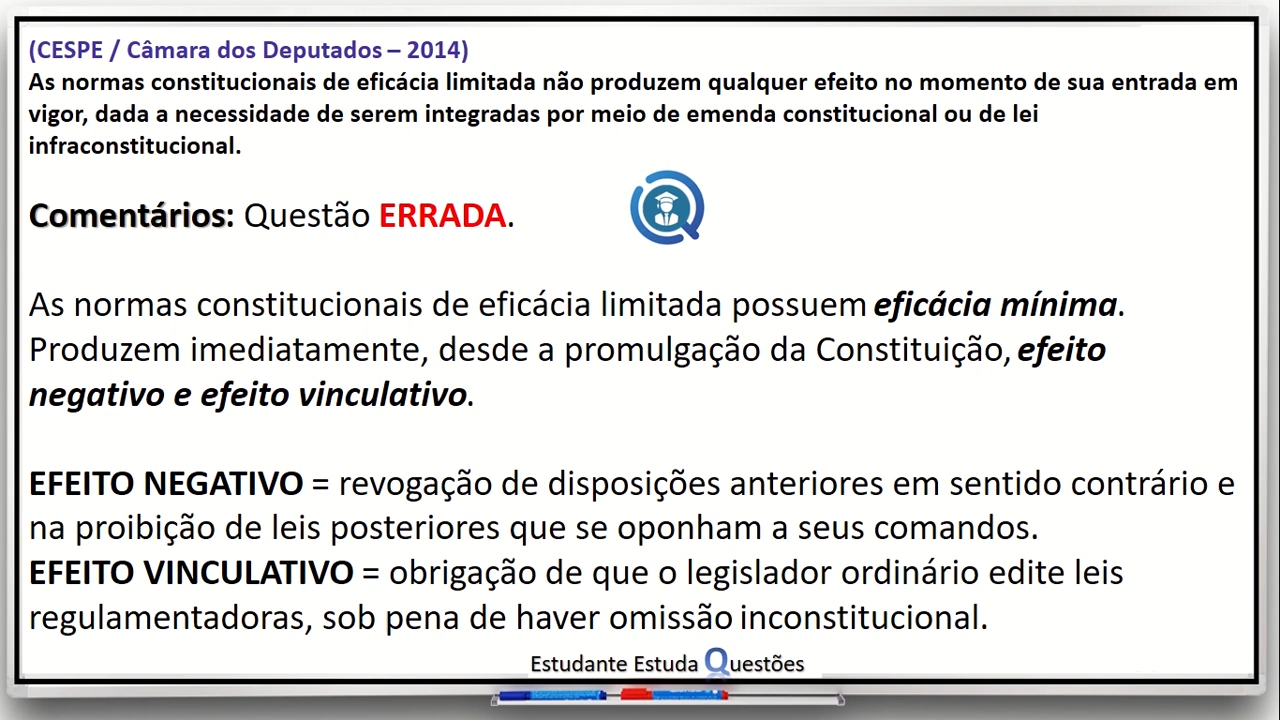 (CESPE / Câmara dos Deputados – 2014)
As normas constitucionais de eficácia limitada não produzem qualquer efeito no momento de sua entrada em
vigor, dada a necessidade de serem integradas por meio de emenda constitucional ou de lei
infraconstitucional.
Comentários: Questão ERRADA.
As normas constitucionais de eficácia limitada possuem eficácia mínima.
Produzem imediatamente, desde a promulgação da Constituição, efeito
negativo e efeito vinculativo.
EFEITO NEGATIVO = revogação de disposições anteriores em sentido contrário e
na proibição de leis posteriores que se oponham a seus comandos.
EFEITO VINCULATIVO = obrigação de que o legislador ordinário edite leis
regulamentadoras, sob pena de haver omissão inconstitucional.
Estudante Estuda Questões